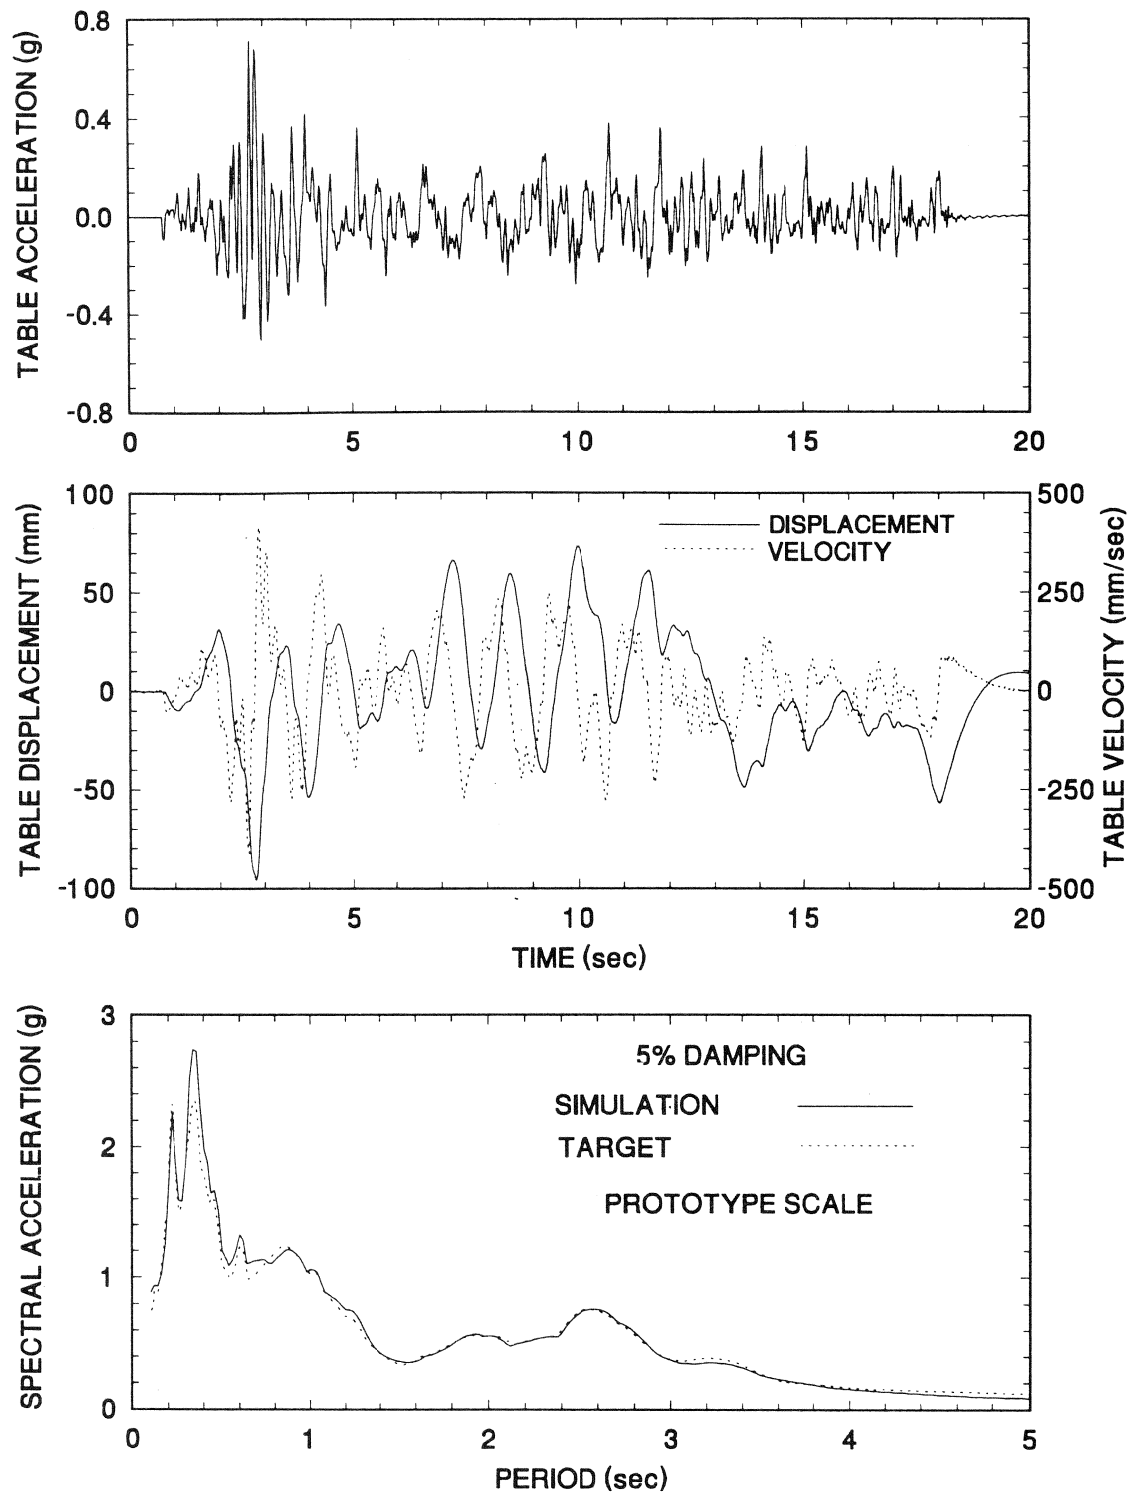 TABLE ACCELERATION (g)
0.8
0.4
0.0
-0.4
-0.8
0 5 10 15 20
TABLE DISPLACEMENT (mm)
100
50
0
-50
-100
DISPLACEMENT
VELOCITY
500
250
0
-250
-500
TABLE VELOCITY (mm/sec)
0 5 10 15 20
TIME (sec)
SPECTRAL ACCELERATION (g)
3
2
1
0
5% DAMPING
SIMULATION
TARGET
PROTOTYPE SCALE
0 1 2 3 4 5
PERIOD (sec)